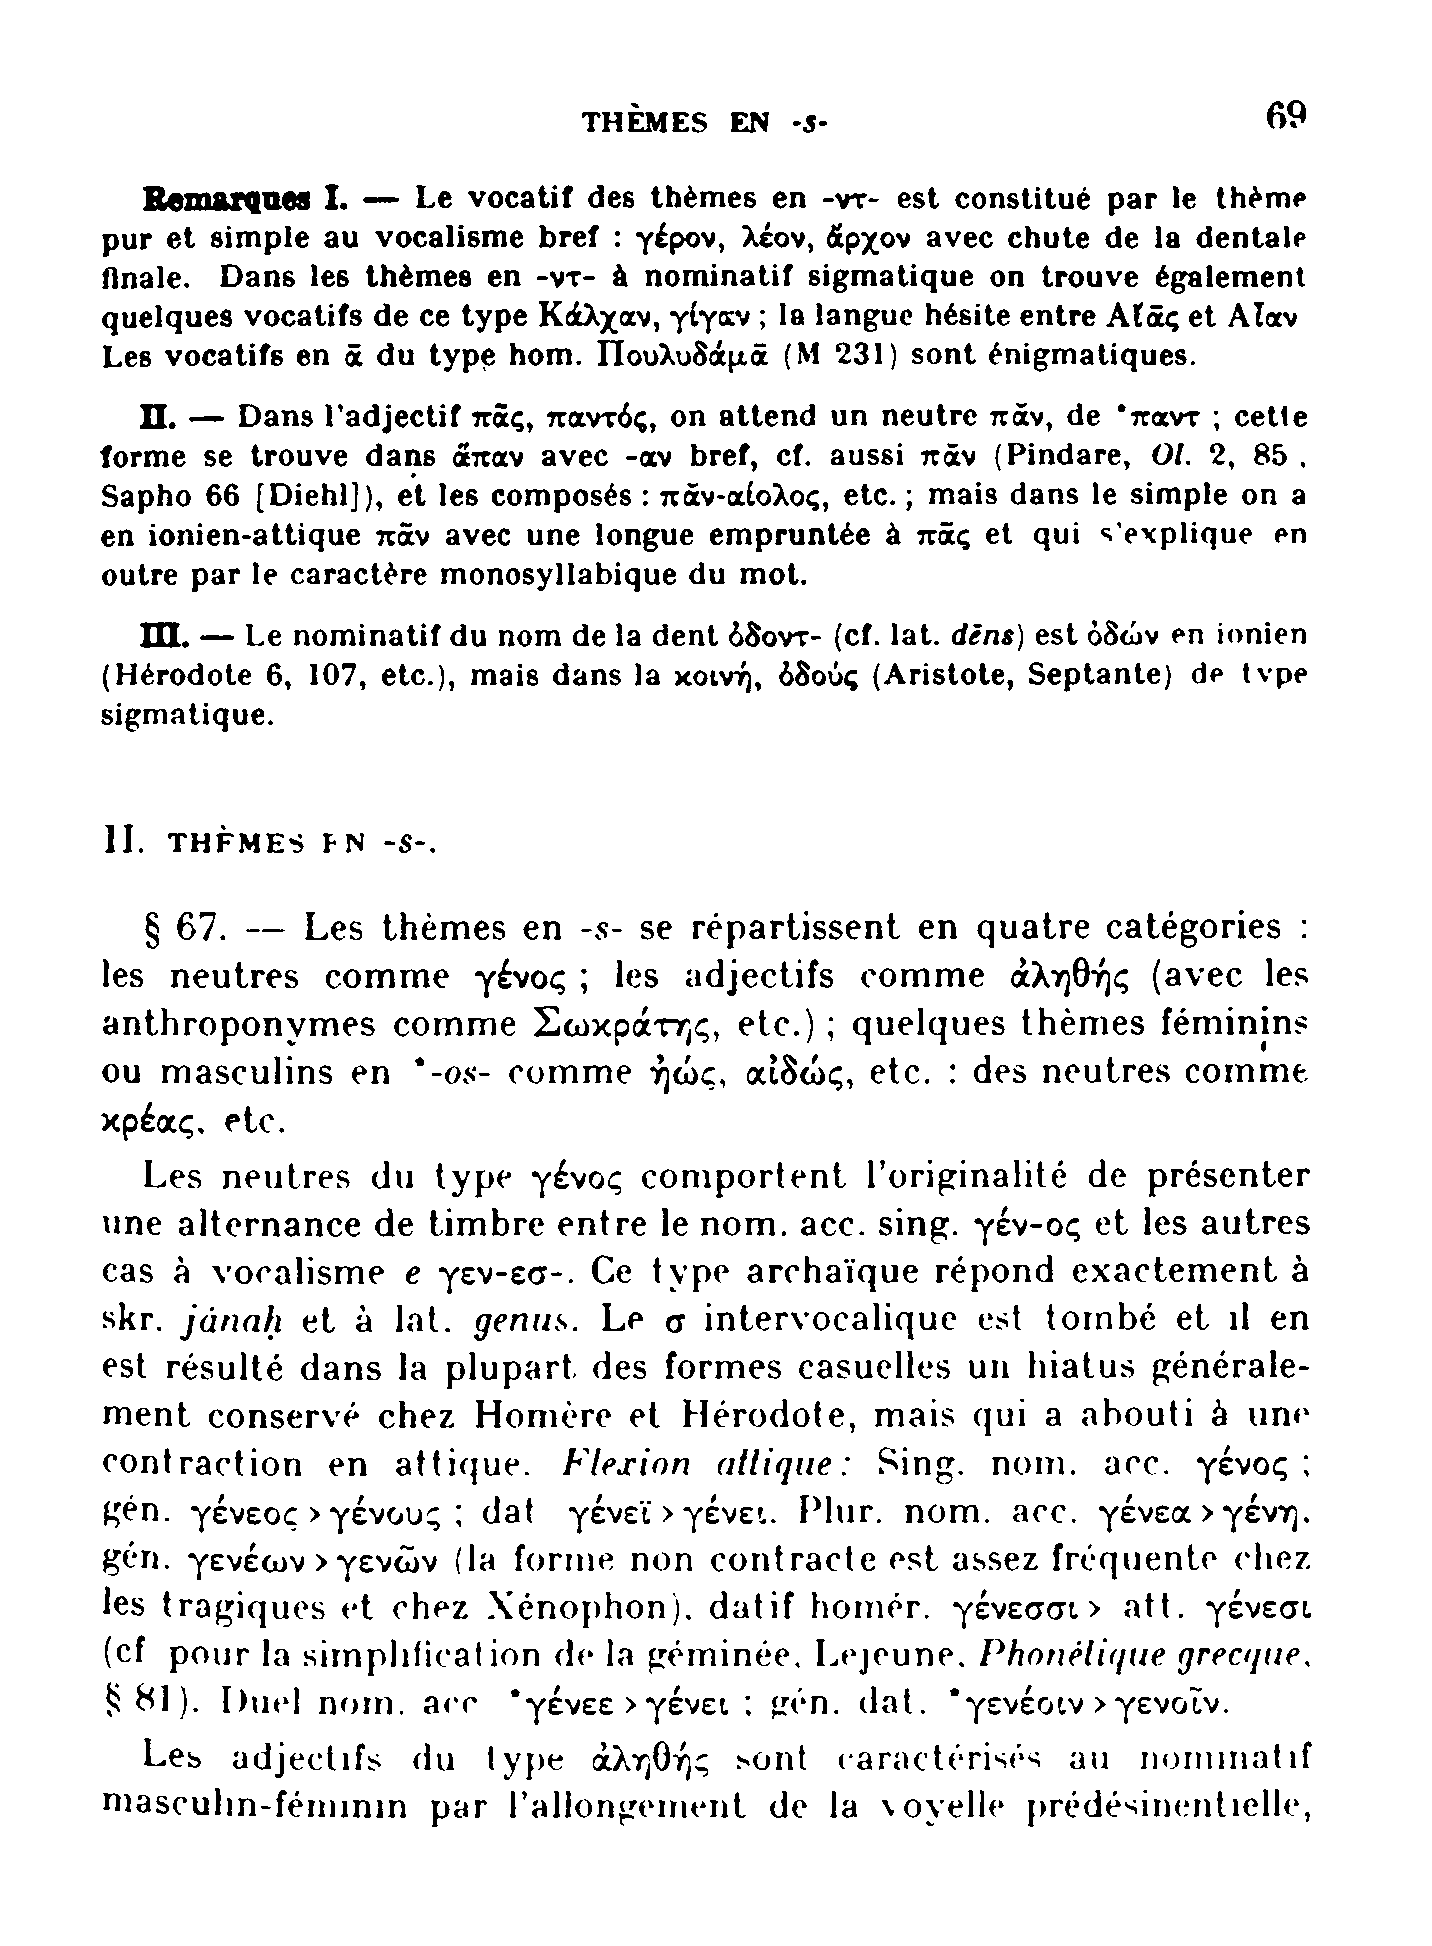 THÈMES EN -s- 69
Remarques I. — Le vocatif des thèmes en -ντ- est constitué par le thème
pur et simple au vocalisme bref : γέρον, λέον, ἄρχον avec chute de la dentale
finale. Dans les thèmes en -ντ- à nominatif sigmatique on trouve également
quelques vocatifs de ce type Κάλχαν, γίγαν ; la langue hésite entre Αἴᾱς et Αἶαν
Les vocatifs en ᾱ du type hom. Πουλυδάμᾱ (M 231) sont énigmatiques.
II. — Dans l'adjectif πᾶς, παντός, on attend un neutre πᾰν, de *παντ ; cette
forme se trouve dans ἅπαν avec -αν bref, cf. aussi πᾰν (Pindare, Ol. 2, 85 .
Sapho 66 [Diehl]), et les composés : πᾰν-αίολος, etc. ; mais dans le simple on a
en ionien-attique πᾶν avec une longue empruntée à πᾶς et qui s'explique en
outre par le caractère monosyllabique du mot.
III. — Le nominatif du nom de la dent ὀδοντ- (cf. lat. dēns) est ὀδών en ionien
(Hérodote 6, 107, etc.), mais dans la κοινή, ὀδούς (Aristote, Septante) de type
sigmatique.
II. THÈMES EN -s-.
§ 67. — Les thèmes en -s- se répartissent en quatre catégories :
les neutres comme γένος ; les adjectifs comme ἀληθής (avec les
anthroponymes comme Σωκράτης, etc.) ; quelques thèmes féminins
ou masculins en *-os- comme ἠώς, αἰδώς, etc. : des neutres comme
κρέας, etc.
Les neutres du type γένος comportent l'originalité de présenter
une alternance de timbre entre le nom. acc. sing. γέν-ος et les autres
cas à vocalisme e γεν-εσ-. Ce type archaïque répond exactement à
skr. jánaḥ et à lat. genus. Le σ intervocalique est tombé et il en
est résulté dans la plupart des formes casuelles un hiatus générale-
ment conservé chez Homère et Hérodote, mais qui a abouti à une
contraction en attique. Flexion attique : Sing. nom. acc. γένος ;
gén. γένεος > γένους ; dat γένεϊ > γένει. Plur. nom. acc. γένεα > γένη.
gén. γενέων > γενῶν (la forme non contracte est assez fréquente chez
les tragiques et chez Xénophon). datif homér. γένεσσι > att. γένεσι
(cf pour la simplification de la géminée, Lejeune, Phonétique grecque,
§ 81). Duel nom. acc *γένεε > γένει ; gén. dat. *γενέοιν > γενοῖν.
Les adjectifs du type ἀληθής sont caractérisés au nominatif
masculin-féminin par l'allongement de la voyelle prédésinentielle,